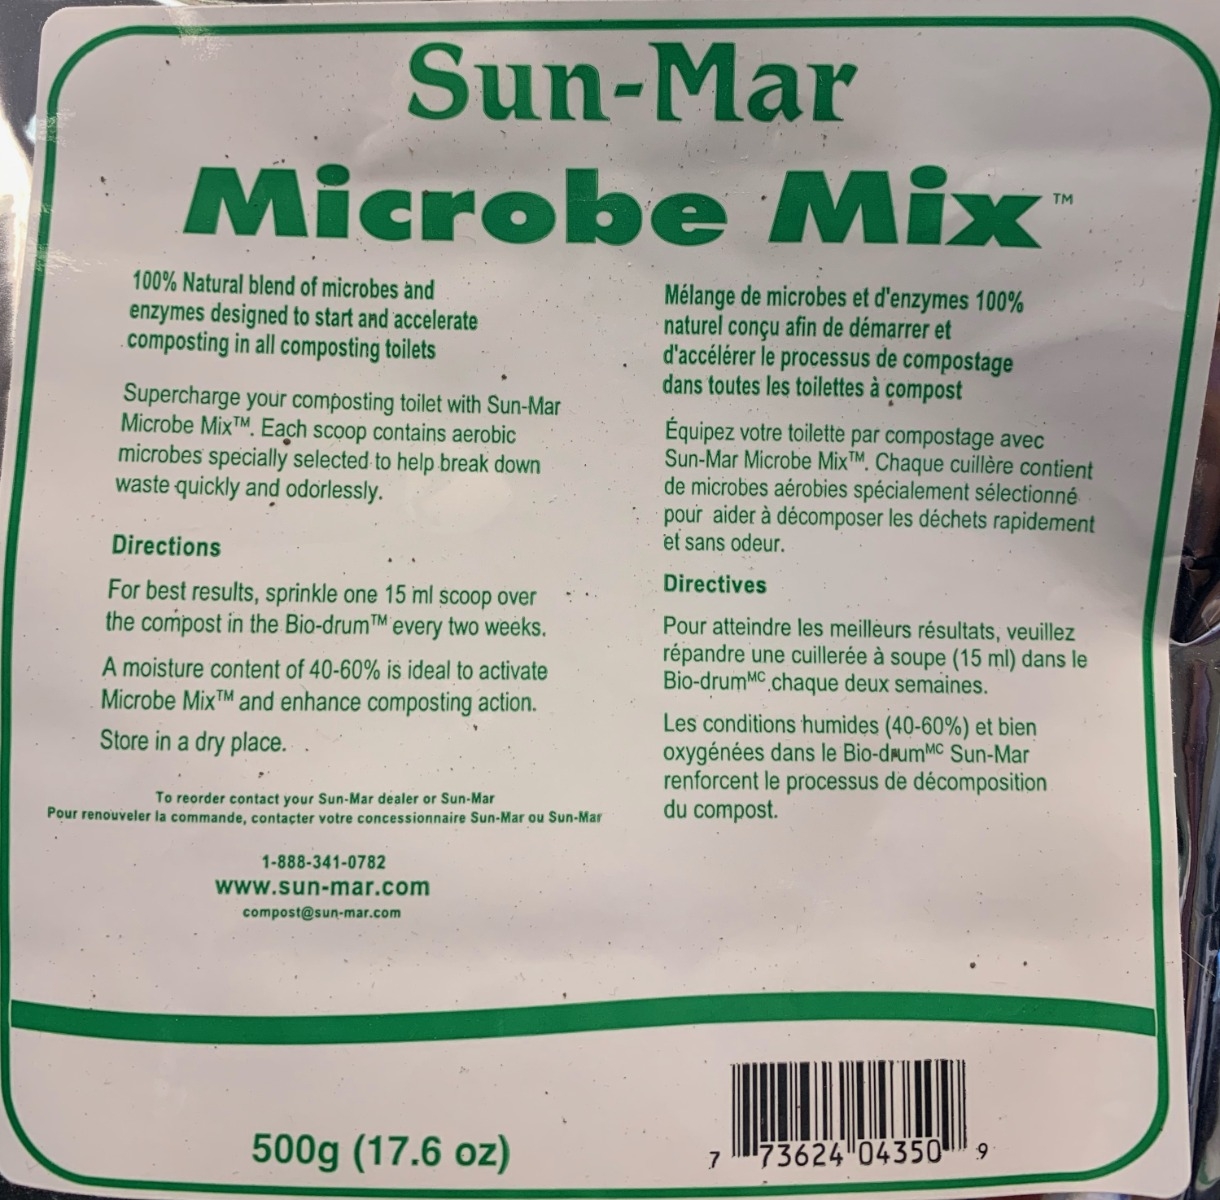 Sun-Mar
Microbe Mix™
100% Natural blend of microbes and
enzymes designed to start and accelerate
composting in all composting toilets
Supercharge your composting toilet with Sun-Mar
Microbe Mix™. Each scoop contains aerobic
microbes specially selected to help break down
waste quickly and odorlessly.
Directions
For best results, sprinkle one 15 ml scoop over
the compost in the Bio-drum™ every two weeks.
A moisture content of 40-60% is ideal to activate
Microbe Mix™ and enhance composting action.
Store in a dry place.
To reorder contact your Sun-Mar dealer or Sun-Mar
Pour renouveler la commande, contacter votre concessionnaire Sun-Mar ou Sun-Mar
1-888-341-0782
www.sun-mar.com
compost@sun-mar.com
Mélange de microbes et d'enzymes 100%
naturel conçu afin de démarrer et
d'accélérer le processus de compostage
dans toutes les toilettes à compost
Équipez votre toilette par compostage avec
Sun-Mar Microbe Mix™. Chaque cuillère contient
de microbes aérobies spécialement sélectionné
pour aider à décomposer les déchets rapidement
et sans odeur.
Directives
Pour atteindre les meilleurs résultats, veuillez
répandre une cuillerée à soupe (15 ml) dans le
Bio-drumᴹᶜ chaque deux semaines.
Les conditions humides (40-60%) et bien
oxygénées dans le Bio-drumᴹᶜ Sun-Mar
renforcent le processus de décomposition
du compost.
500g (17.6 oz)
7 73624 04350 9